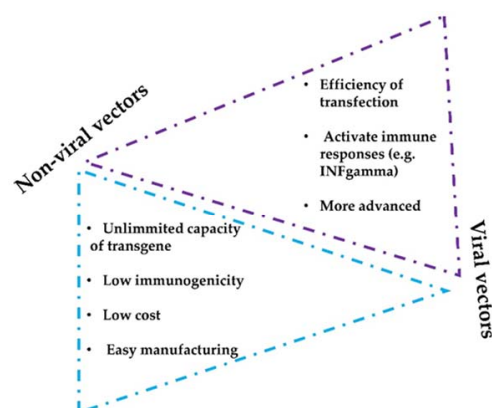 Non-viral vectors
• Efficiency of
transfection
• Activate immune
responses (e.g.
INFgamma)
• More advanced
Viral vectors
• Unlimmited capacity
of transgene
• Low immunogenicity
• Low cost
• Easy manufacturing